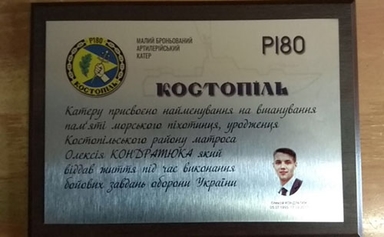 Р180
КОСТОПІЛЬ
МАЛИЙ БРОНЬОВАНИЙ
АРТИЛЕРІЙСЬКИЙ
КАТЕР
Р180
КОСТОПІЛЬ
Катеру присвоєно найменування на вшанування
пам'яті морського піхотинця, уродженця
Костопільського району матроса
Олексія КОНДРАТЮКА який
віддав життя під час виконання
бойових завдань оборони України